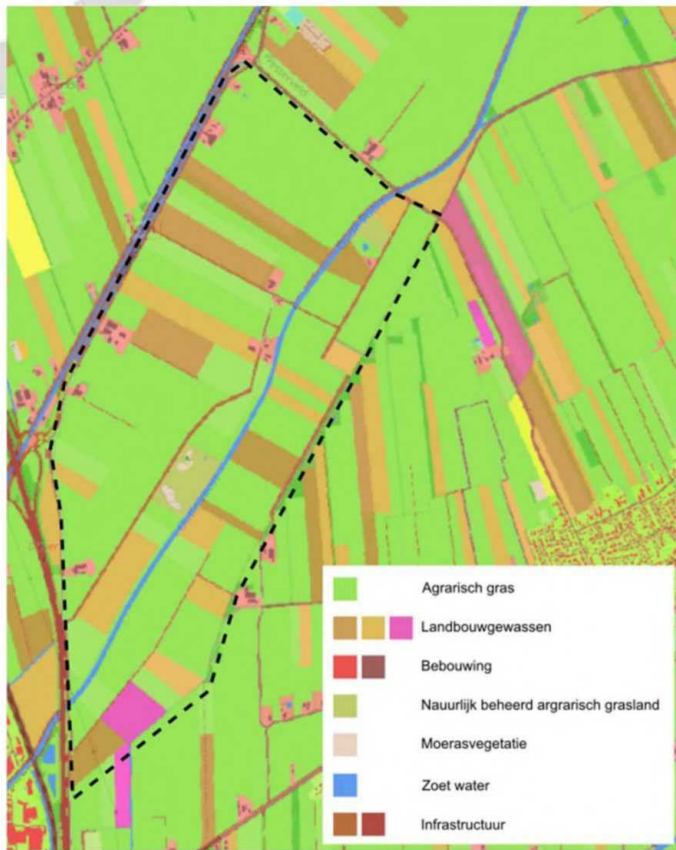 Agrarisch gras
Landbouwgewassen
Bebouwing
Nauurlijk beheerd argrarisch grasland
Moerasvegetatie
Zoet water
Infrastructuur